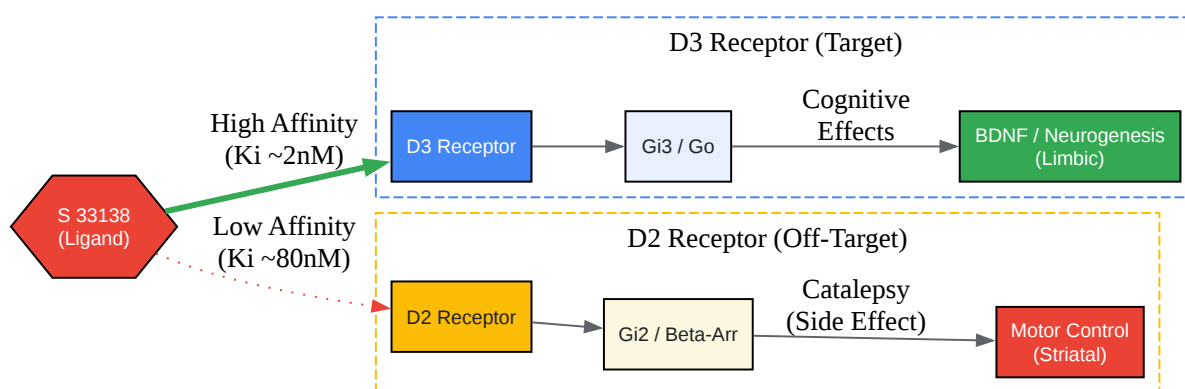 D3 Receptor (Target)
High Affinity
(Ki ~2nM)
D3 Receptor
Gi3 / Go
Cognitive
Effects
BDNF / Neurogenesis
(Limbic)
S 33138
(Ligand)
Low Affinity
(Ki ~80nM)
D2 Receptor (Off-Target)
D2 Receptor
Gi2 / Beta-Arr
Catalepsy
(Side Effect)
Motor Control
(Striatal)